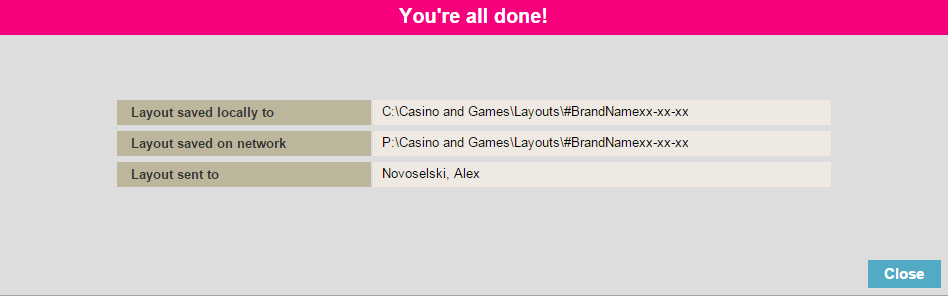 You're all done!
Layout saved locally to C:\Casino and Games\Layouts\#BrandNamexx-xx-xx
Layout saved on network P:\Casino and Games\Layouts\#BrandNamexx-xx-xx
Layout sent to Novoselski, Alex
Close